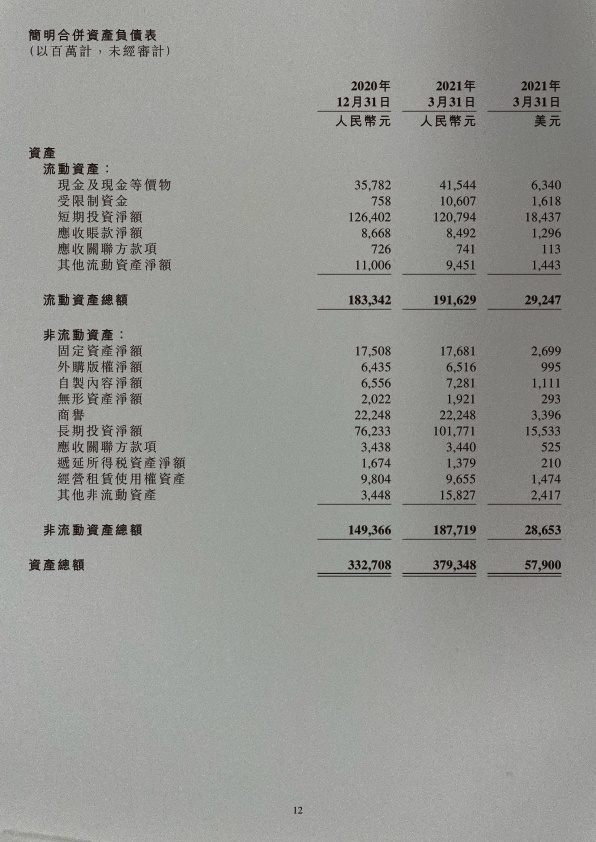 簡明合併資產負債表
(以百萬計，未經審計)
2020年 2021年 2021年
12月31日 3月31日 3月31日
人民幣元 人民幣元 美元
資產
流動資產：
現金及現金等價物 35,782 41,544 6,340
受限制資金 758 10,607 1,618
短期投資淨額 126,402 120,794 18,437
應收賬款淨額 8,668 8,492 1,296
應收關聯方款項 726 741 113
其他流動資產淨額 11,006 9,451 1,443
流動資產總額 183,342 191,629 29,247
非流動資產：
固定資產淨額 17,508 17,681 2,699
外購版權淨額 6,435 6,516 995
自製內容淨額 6,556 7,281 1,111
無形資產淨額 2,022 1,921 293
商譽 22,248 22,248 3,396
長期投資淨額 76,233 101,771 15,533
應收關聯方款項 3,438 3,440 525
遞延所得稅資產淨額 1,674 1,379 210
經營租賃使用權資產 9,804 9,655 1,474
其他非流動資產 3,448 15,827 2,417
非流動資產總額 149,366 187,719 28,653
資產總額 332,708 379,348 57,900
12